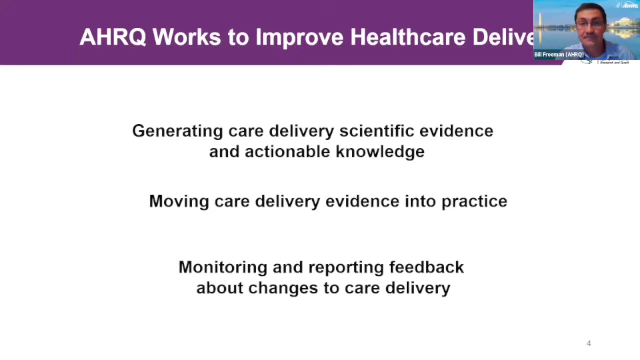 AHRQ Works to Improve Healthcare Delive
Bill Freeman (AHRQ)
Generating care delivery scientific evidence
and actionable knowledge
Moving care delivery evidence into practice
Monitoring and reporting feedback
about changes to care delivery
4